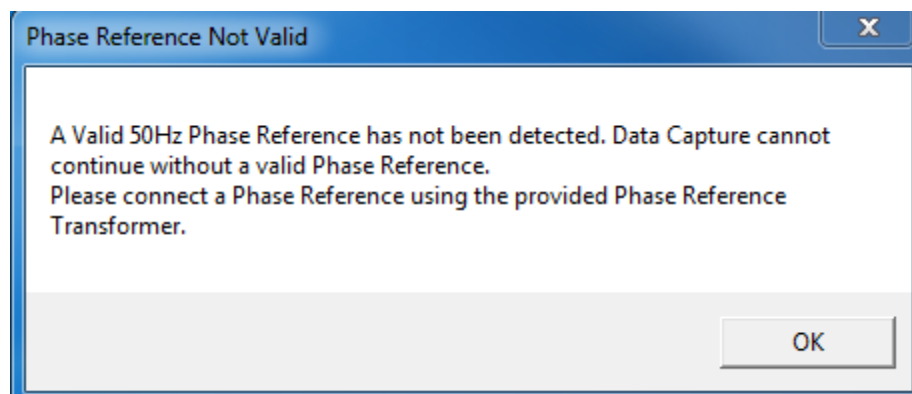 Phase Reference Not Valid
A Valid 50Hz Phase Reference has not been detected. Data Capture cannot
continue without a valid Phase Reference.
Please connect a Phase Reference using the provided Phase Reference
Transformer.
OK